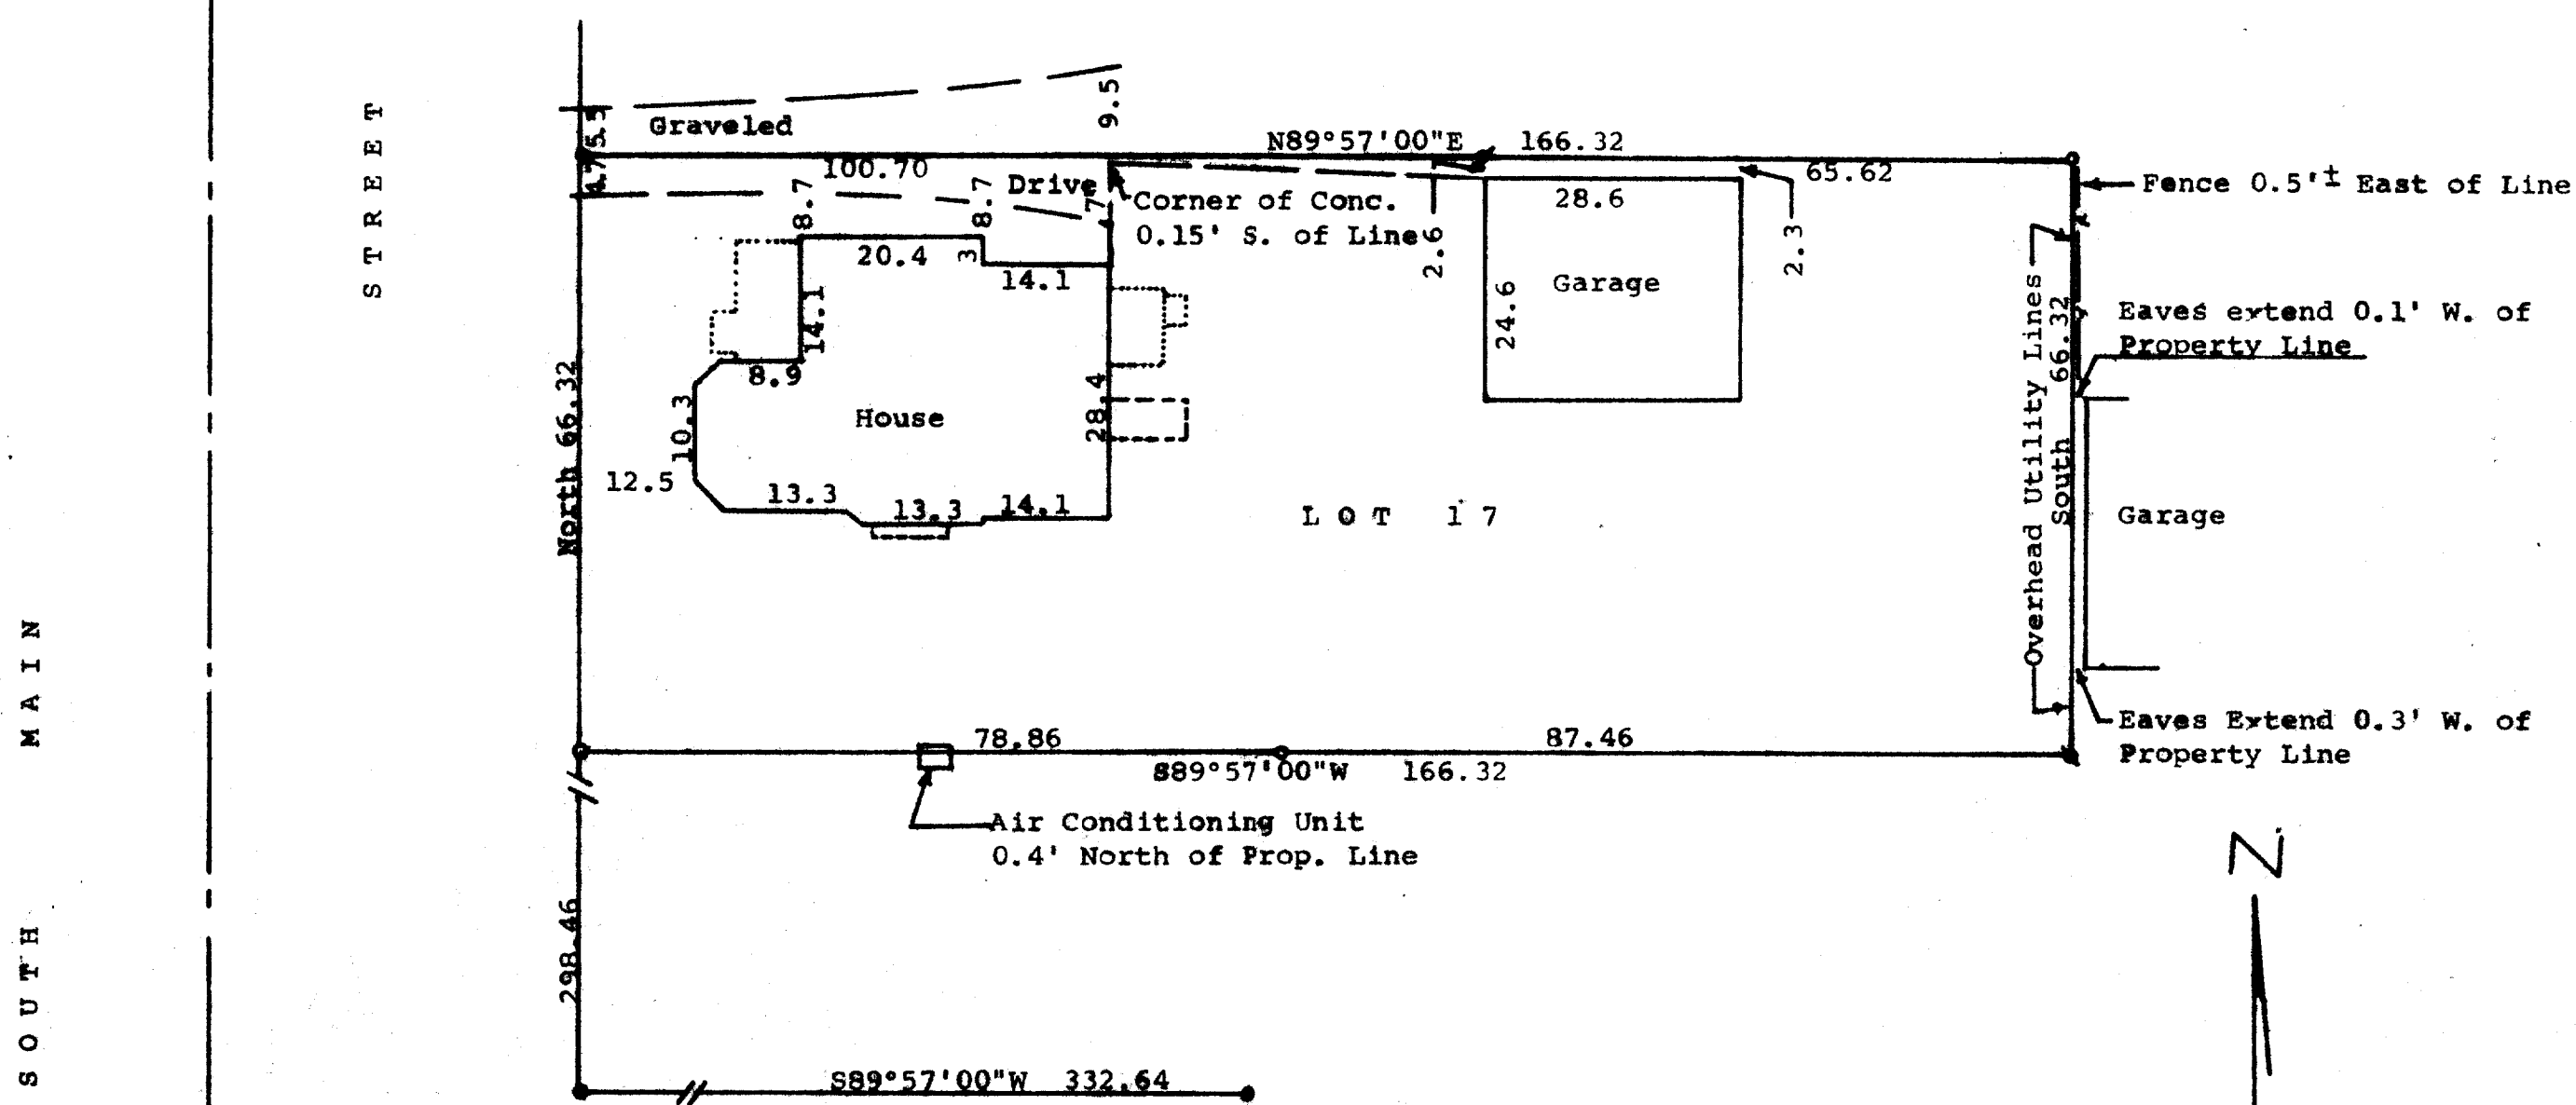 SOUTH MAIN
STREET
Graveled
5.5
4.7
9.5
N89°57'00"E 166.32
100.70
65.62
Drive
8.7
8.7
7
Corner of Conc.
0.15' S. of Line
20.4
3
14.1
14.1
8.9
10.3
12.5
House
28.4
13.3
13.3
14.1
2.6
28.6
24.6
Garage
2.3
Fence 0.5'± East of Line
Eaves extend 0.1' W. of
Property Line
Overhead Utility Lines
South 66.32
North 66.32
LOT 17
Garage
Eaves Extend 0.3' W. of
Property Line
78.86
87.46
S89°57'00"W 166.32
Air Conditioning Unit
0.4' North of Prop. Line
N
298.46
S89°57'00"W 332.64